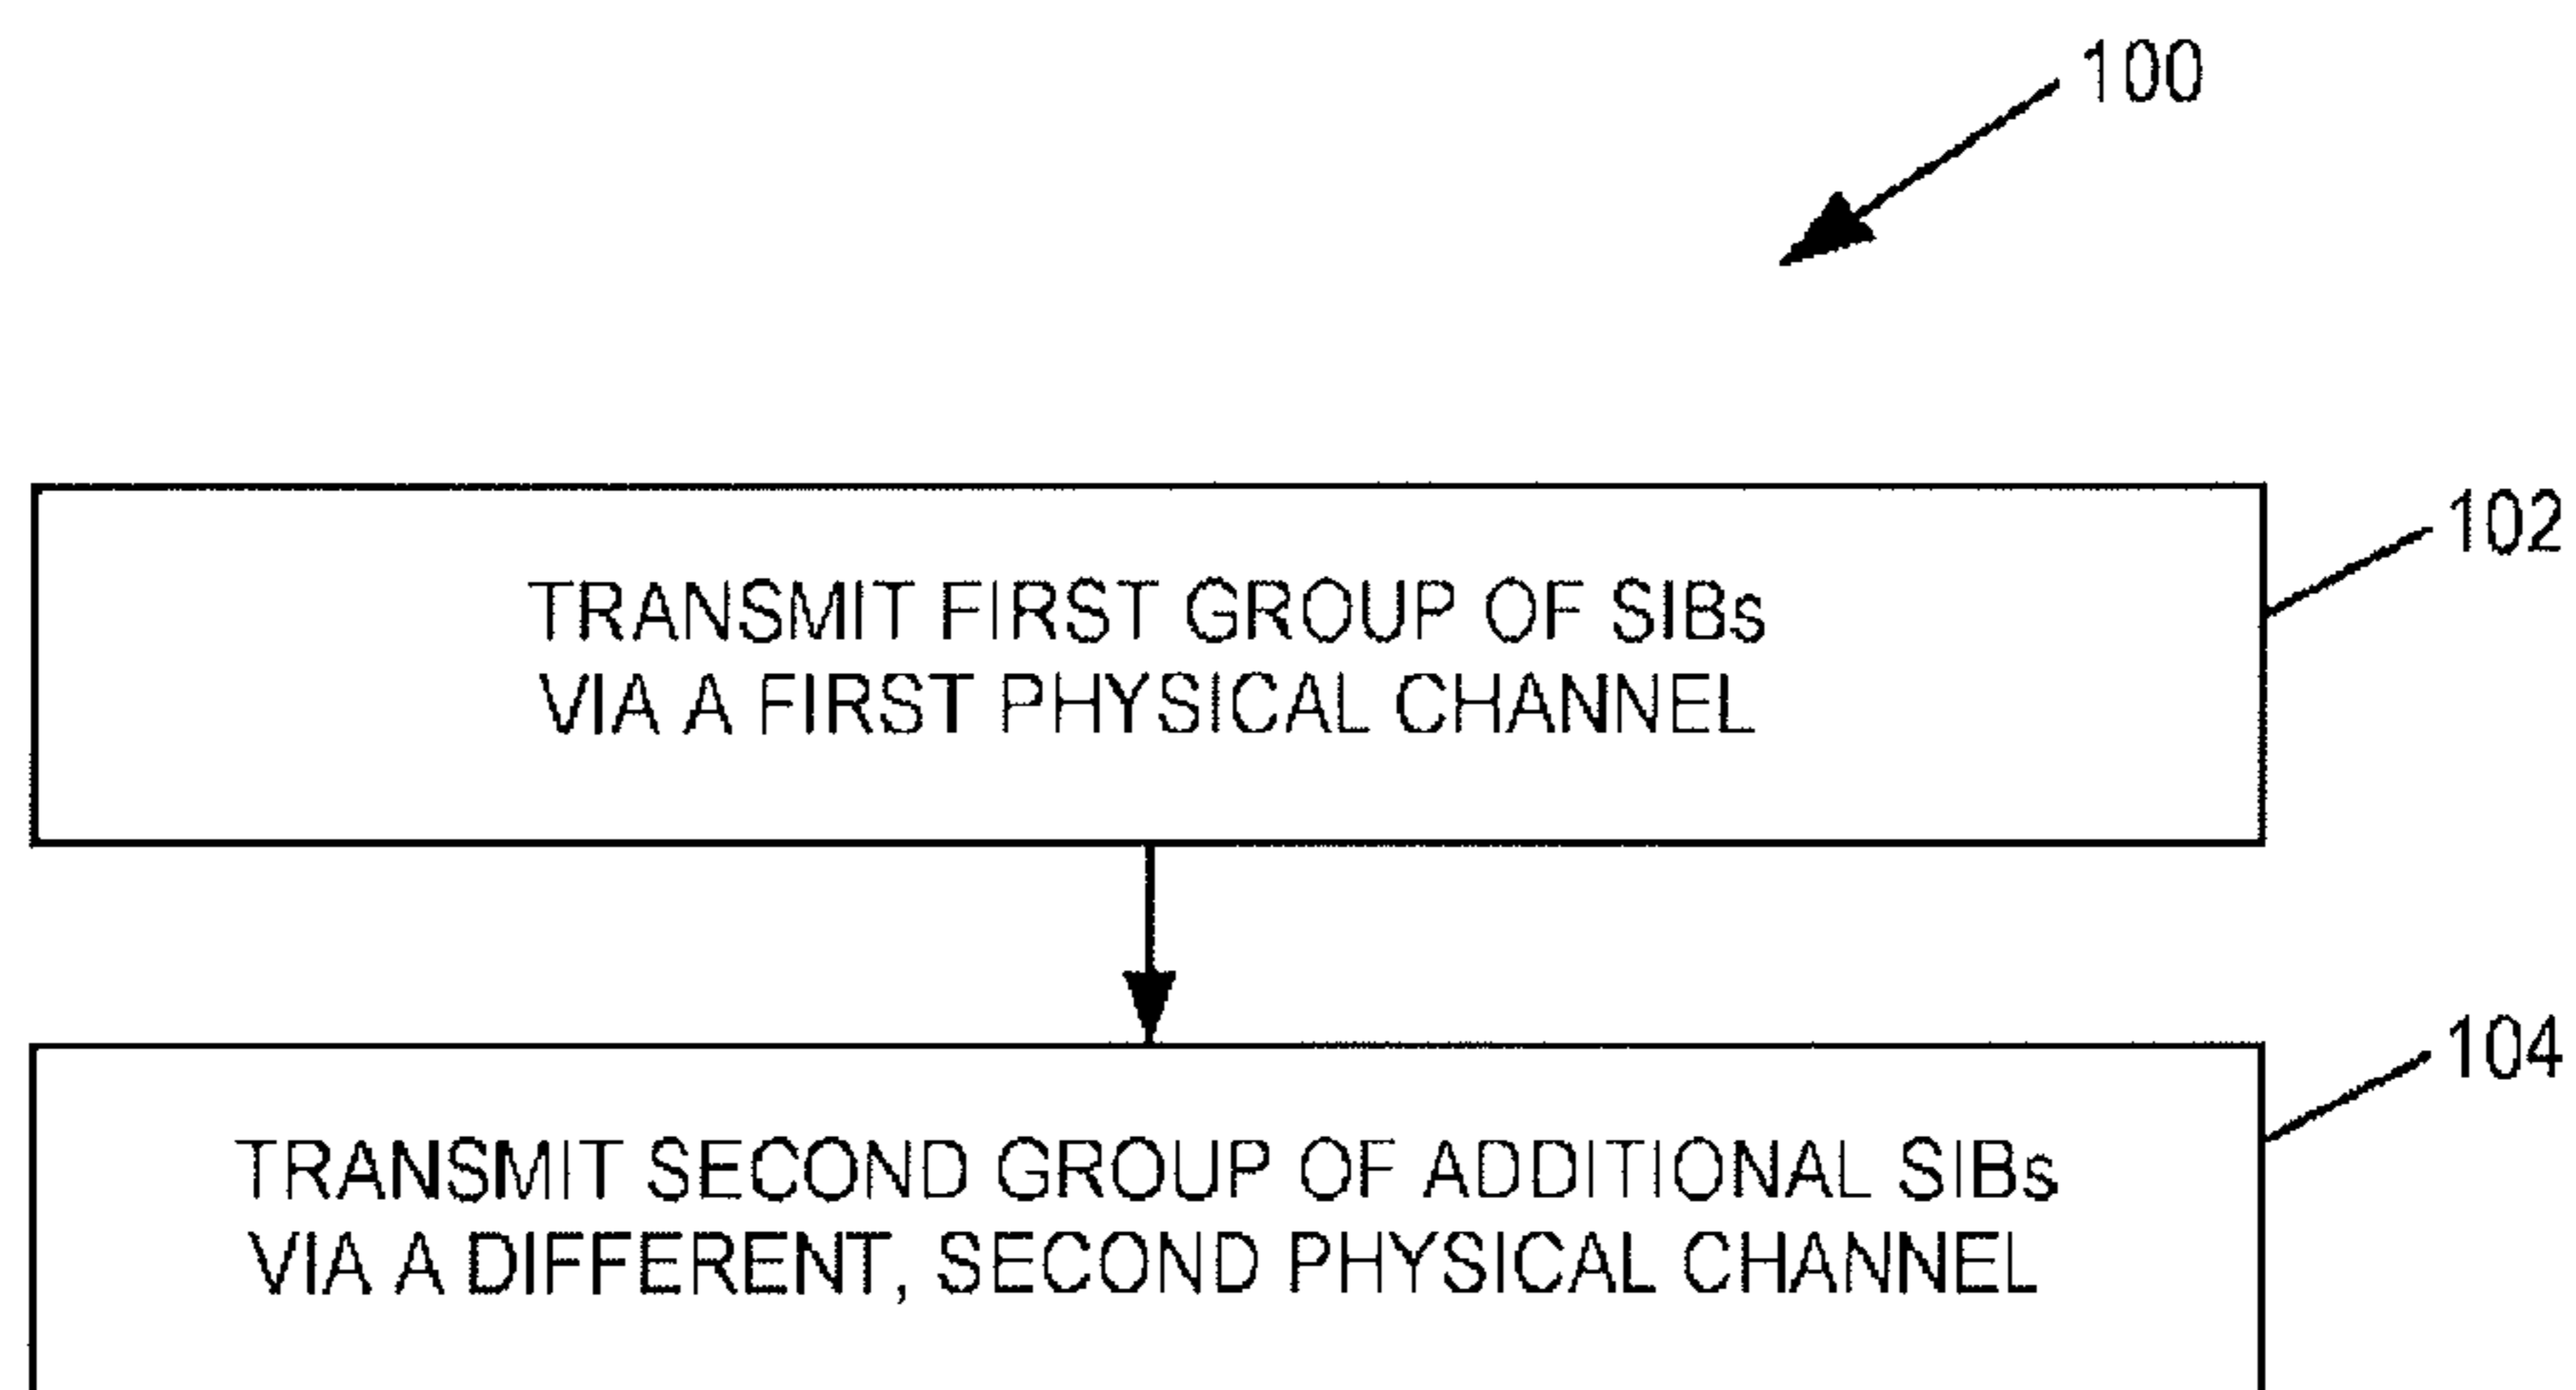 100
102
TRANSMIT FIRST GROUP OF SIBs
VIA A FIRST PHYSICAL CHANNEL
104
TRANSMIT SECOND GROUP OF ADDITIONAL SIBs
VIA A DIFFERENT, SECOND PHYSICAL CHANNEL